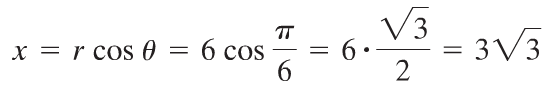 x = r cos θ = 6 cos π/6 = 6 · √3/2 = 3√3